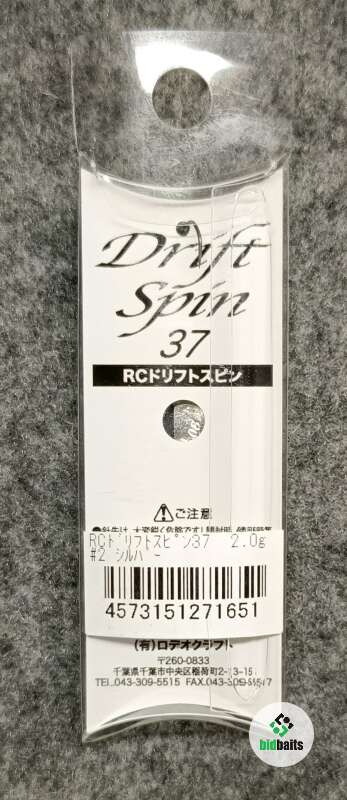 Drift
Spin
37
RCドリフトスピン
⚠ご注意
RCドリフトスピン37 2.0g
#2 シルバー
4573151271651
(有)ロデオクラフト
〒260-0833
千葉県千葉市中央区稲荷町2-13-15
TEL.043-309-5515 FAX.043-309-5517
bidbaits